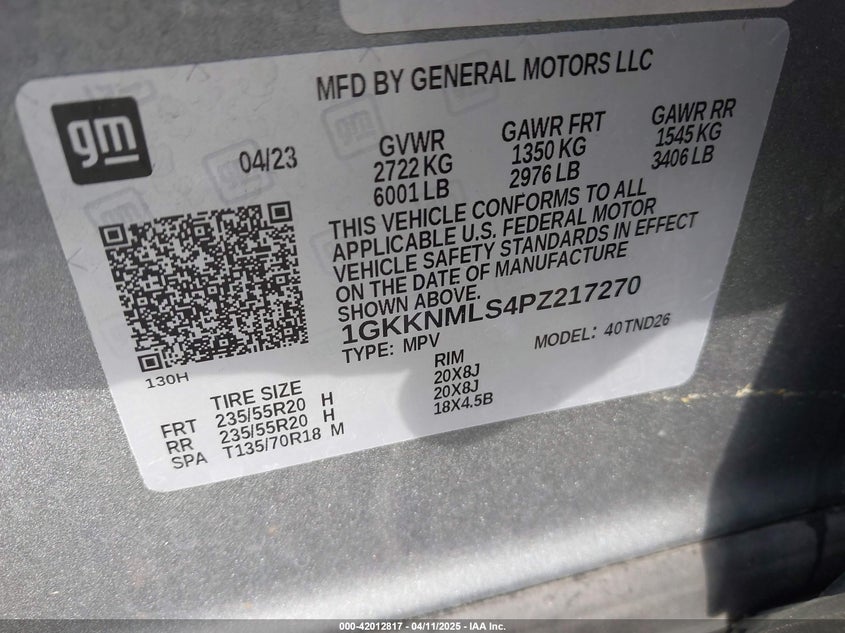 MFD BY GENERAL MOTORS LLC
gm
04/23
GVWR
2722 KG
6001 LB
GAWR FRT
1350 KG
2976 LB
GAWR RR
1545 KG
3406 LB
THIS VEHICLE CONFORMS TO ALL
APPLICABLE U.S. FEDERAL MOTOR
VEHICLE SAFETY STANDARDS IN EFFECT
ON THE DATE OF MANUFACTURE
SHOWN ABOVE.
1GKKNMLS4PZ217270
TYPE: MPV
MODEL: 40TND26
130H
TIRE SIZE
RIM
FRT 235/55R20 H 20X8J
RR 235/55R20 H 20X8J
SPA T135/70R18 M 18X4.5B
000-42012817 - 04/11/2025 - IAA Inc.